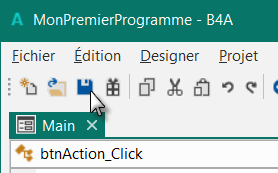 MonPremierProgramme - B4A
Fichier Édition Designer Projet
Main
btnAction_Click